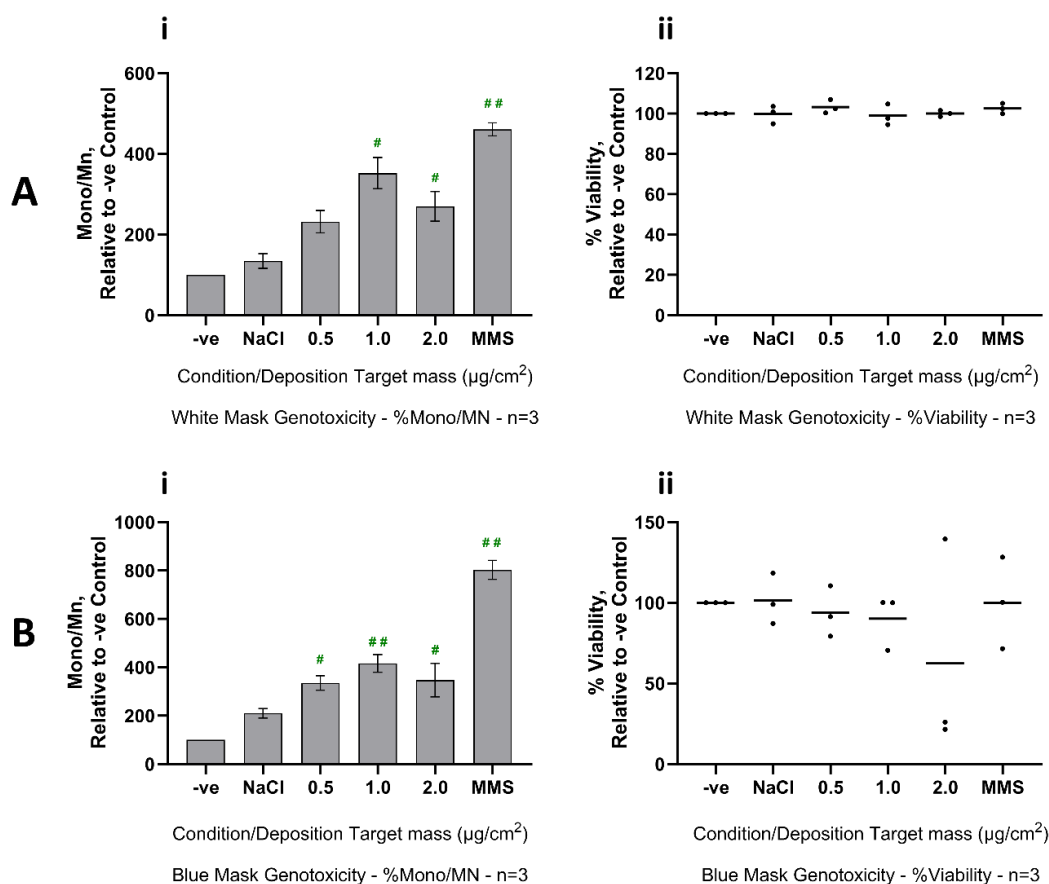 A
i
Mono/Mn,
Relative to -ve Control
600
400
200
0
# # # ##
-ve NaCl 0.5 1.0 2.0 MMS
Condition/Deposition Target mass (µg/cm²)
White Mask Genotoxicity - %Mono/MN - n=3
ii
% Viability,
Relative to -ve Control
120
100
80
60
40
20
0
-ve NaCl 0.5 1.0 2.0 MMS
Condition/Deposition Target mass (µg/cm²)
White Mask Genotoxicity - %Viability - n=3
B
i
Mono/Mn,
Relative to -ve Control
1000
800
600
400
200
0
# ## # ##
-ve NaCl 0.5 1.0 2.0 MMS
Condition/Deposition Target mass (µg/cm²)
Blue Mask Genotoxicity - %Mono/MN - n=3
ii
% Viability,
Relative to -ve Control
150
100
50
0
-ve NaCl 0.5 1.0 2.0 MMS
Condition/Deposition Target mass (µg/cm²)
Blue Mask Genotoxicity - %Viability - n=3